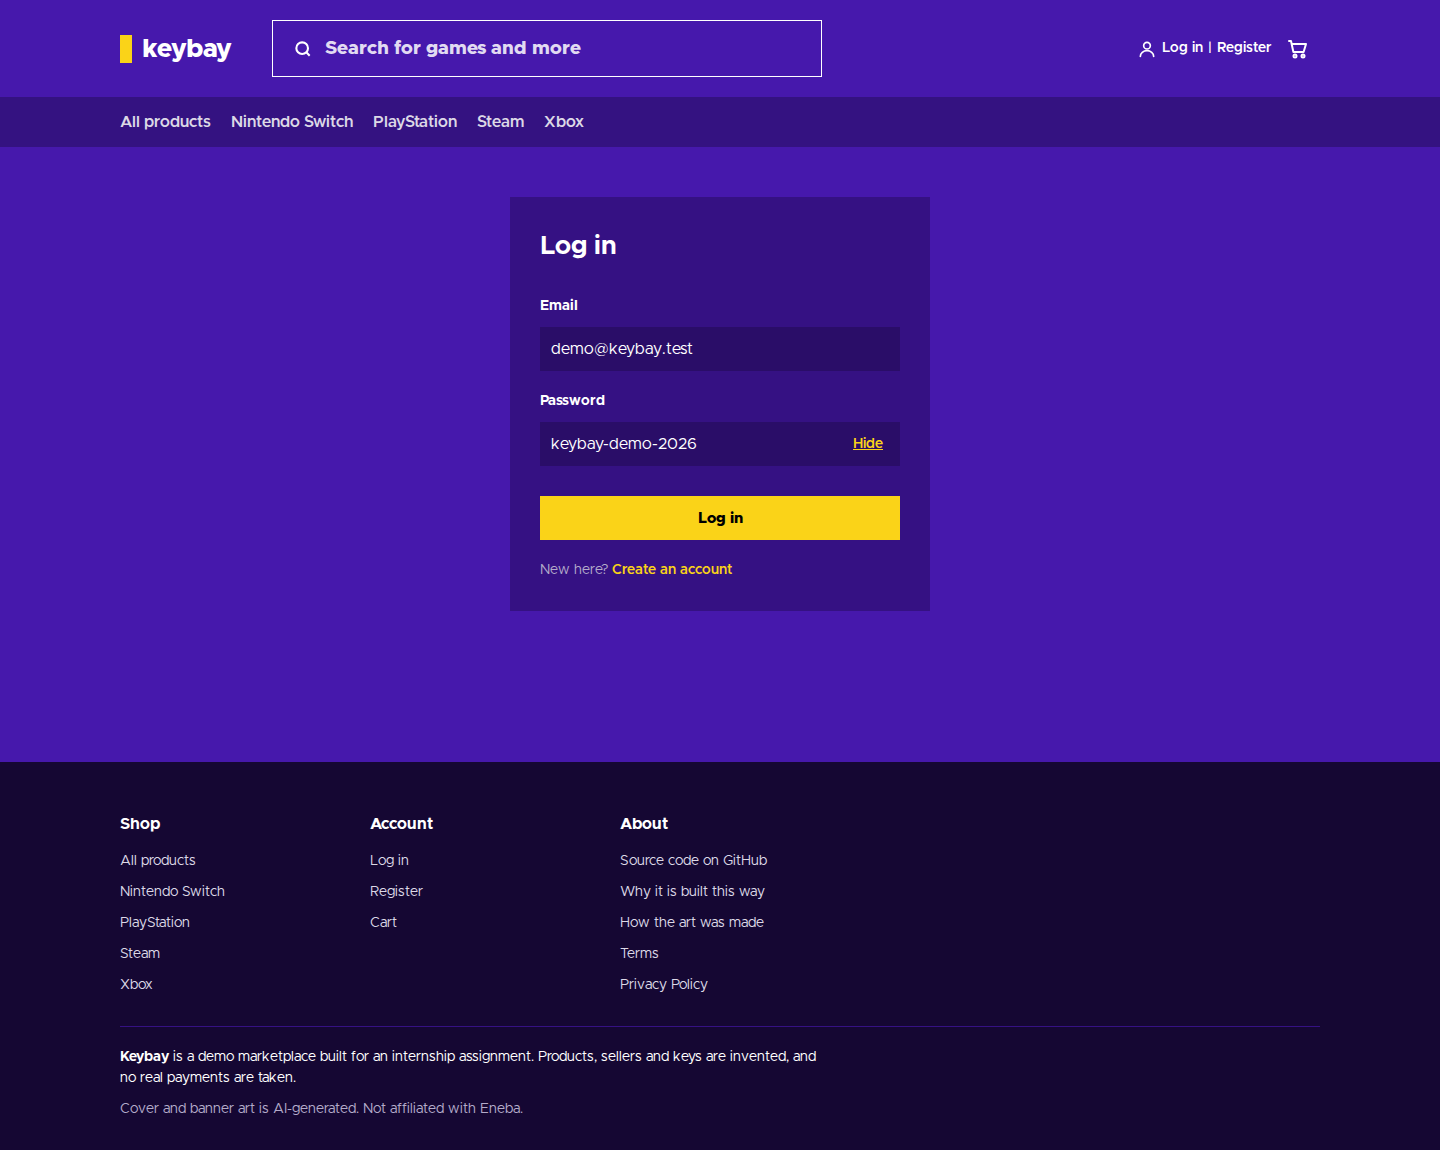 keybay
Search for games and more
Log in | Register
All products
Nintendo Switch
PlayStation
Steam
Xbox
Log in
Email
demo@keybay.test
Password
keybay-demo-2026
Hide
Log in
New here? Create an account
Shop
All products
Nintendo Switch
PlayStation
Steam
Xbox
Account
Log in
Register
Cart
About
Source code on GitHub
Why it is built this way
How the art was made
Terms
Privacy Policy
Keybay is a demo marketplace built for an internship assignment. Products, sellers and keys are invented, and
no real payments are taken.
Cover and banner art is AI-generated. Not affiliated with Eneba.